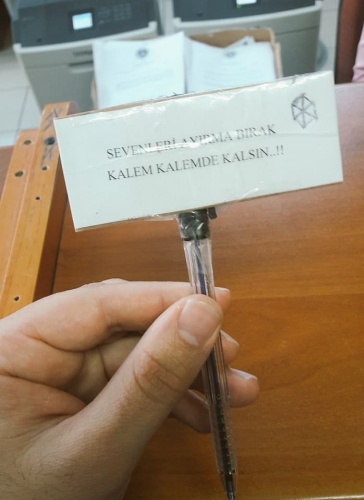 SEVENLERİ AYIRMA BIRAK
KALEM KALEMDE KALSIN..!!